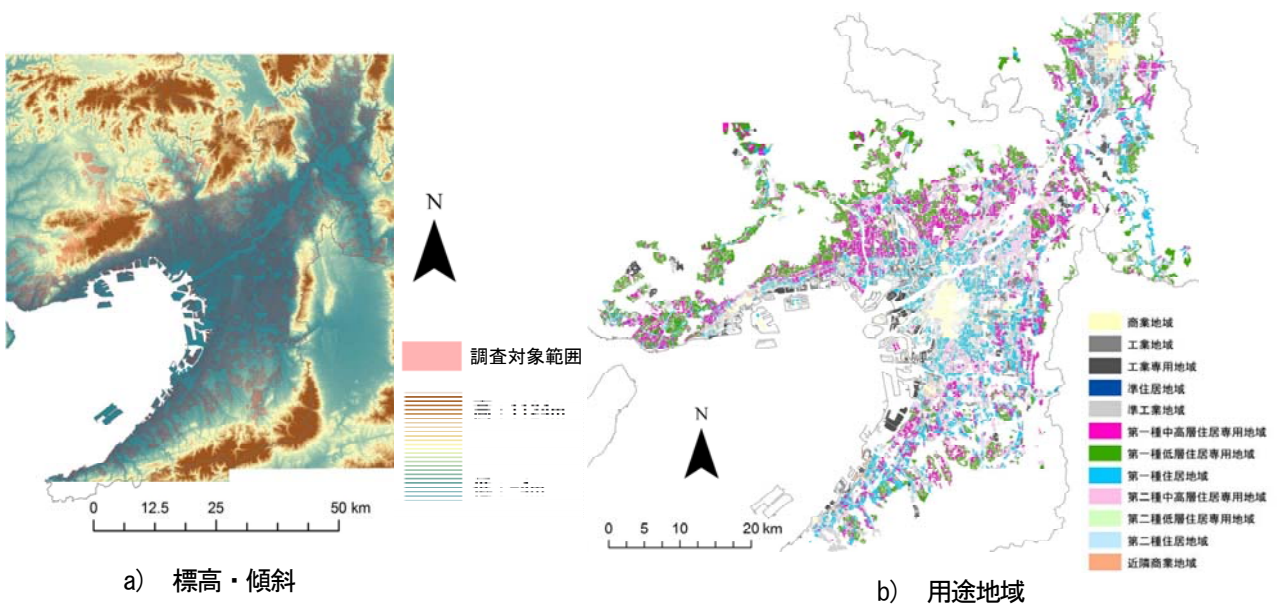 N
調査対象範囲
0 12.5 25 50 km
a) 標高・傾斜
N
0 5 10 20 km
商業地域
工業地域
工業専用地域
準住居地域
準工業地域
第一種中高層住居専用地域
第一種低層住居専用地域
第一種住居地域
第二種中高層住居専用地域
第二種低層住居専用地域
第二種住居地域
近隣商業地域
b) 用途地域